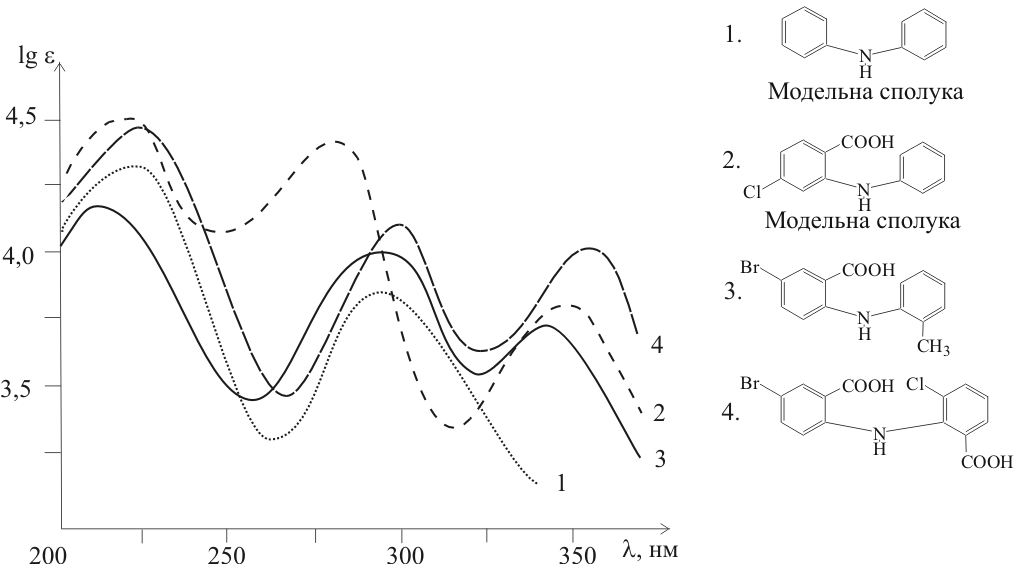 lg ε
4,5
4,0
3,5
200
250
300
350
λ, нм
4
2
3
1
1.
N
H
Модельна сполука
2.
COOH
Cl
N
H
Модельна сполука
3.
Br
COOH
N
H
CH3
4.
Br
COOH
Cl
N
H
COOH